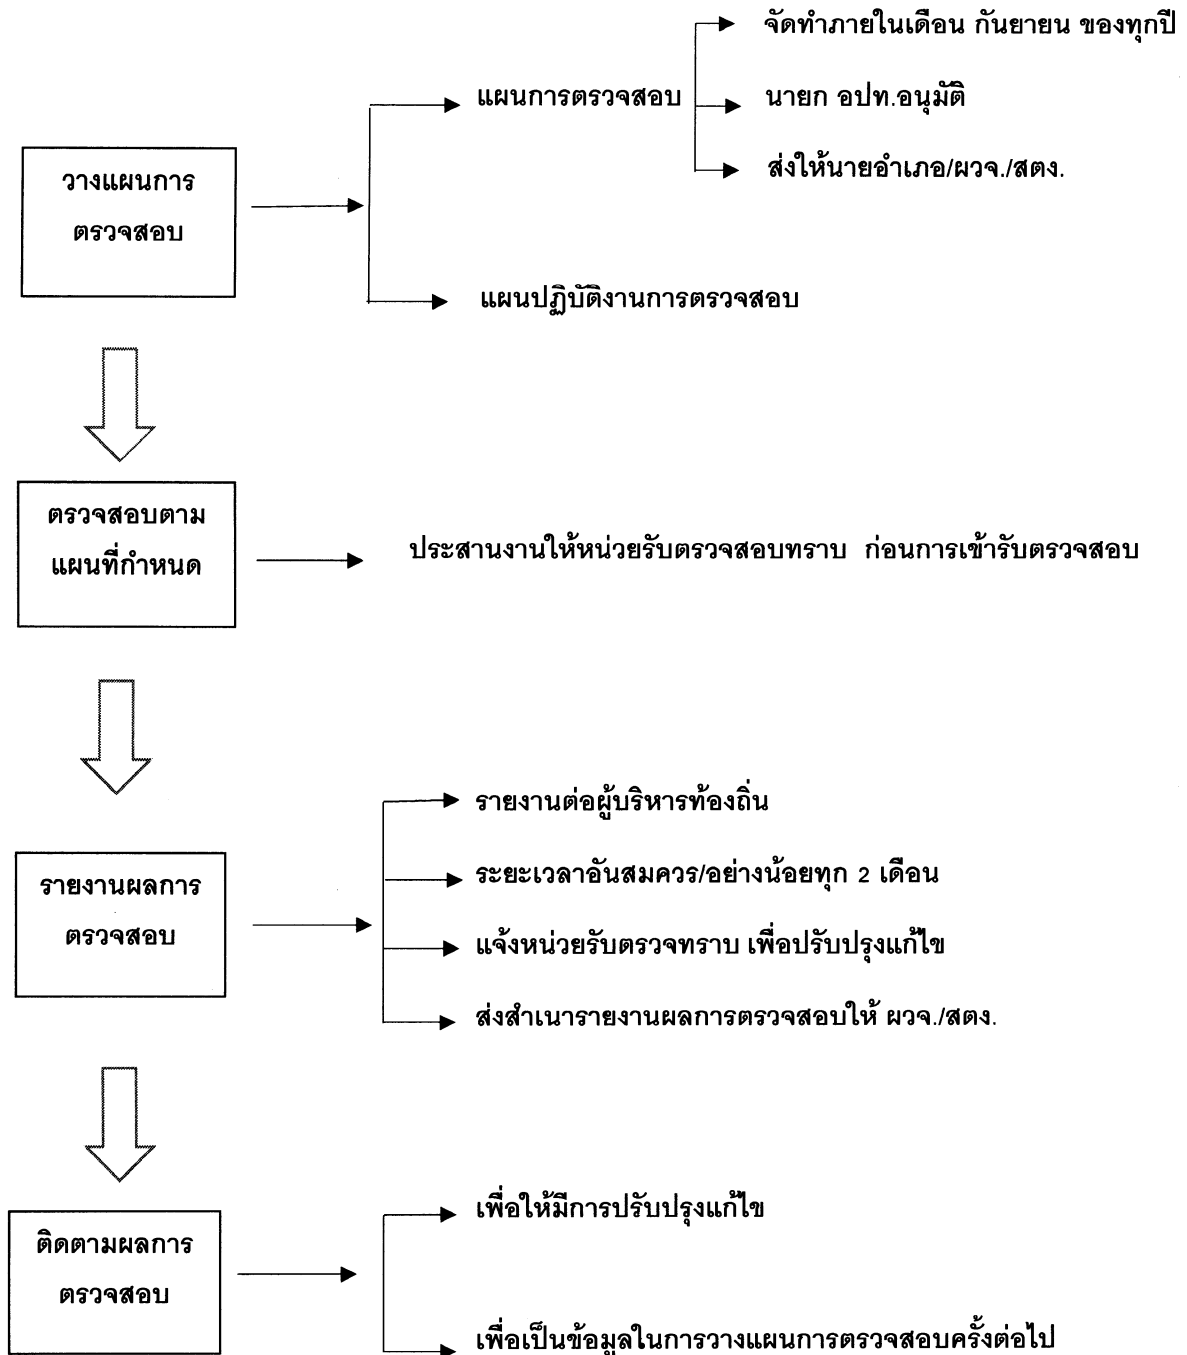 จัดทำภายในเดือน กันยายน ของทุกปี
แผนการตรวจสอบ
นายก อปท.อนุมัติ
ส่งให้นายอำเภอ/ผวจ./สตง.
วางแผนการ
ตรวจสอบ
แผนปฏิบัติงานการตรวจสอบ
ตรวจสอบตาม
แผนที่กำหนด
ประสานงานให้หน่วยรับตรวจสอบทราบ ก่อนการเข้ารับตรวจสอบ
รายงานต่อผู้บริหารท้องถิ่น
ระยะเวลาอันสมควร/อย่างน้อยทุก 2 เดือน
รายงานผลการ
ตรวจสอบ
แจ้งหน่วยรับตรวจทราบ เพื่อปรับปรุงแก้ไข
ส่งสำเนารายงานผลการตรวจสอบให้ ผวจ./สตง.
เพื่อให้มีการปรับปรุงแก้ไข
ติดตามผลการ
ตรวจสอบ
เพื่อเป็นข้อมูลในการวางแผนการตรวจสอบครั้งต่อไป